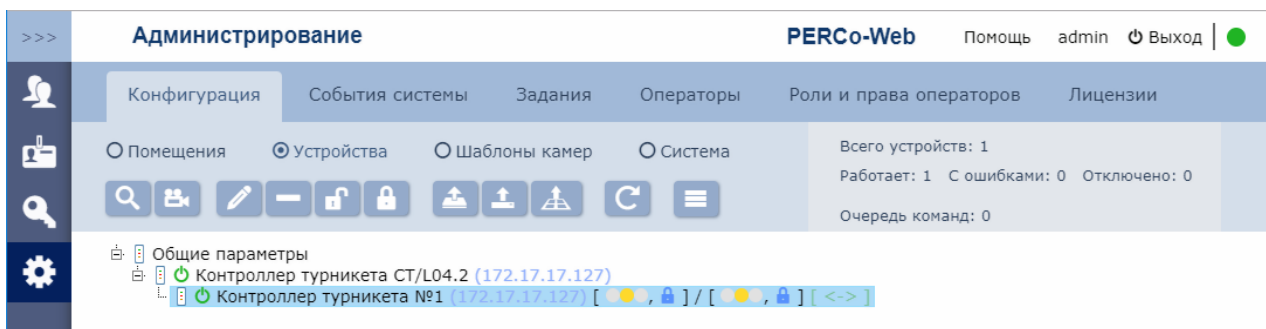 >>> Администрирование PERCo-Web Помощь admin Выход
Конфигурация События системы Задания Операторы Роли и права операторов Лицензии
Помещения Устройства Шаблоны камер Система
Всего устройств: 1
Работает: 1 С ошибками: 0 Отключено: 0
Очередь команд: 0
Общие параметры
Контроллер турникета CT/L04.2 (172.17.17.127)
Контроллер турникета №1 (172.17.17.127) [ , ] / [ , ] [ <-> ]